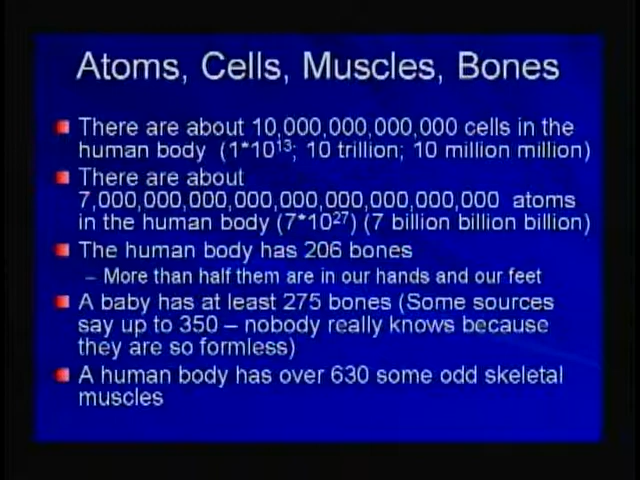 Atoms, Cells, Muscles, Bones
There are about 10,000,000,000,000 cells in the
human body (1*10¹³; 10 trillion; 10 million million)
There are about
7,000,000,000,000,000,000,000,000,000 atoms
in the human body (7*10²⁷) (7 billion billion billion)
The human body has 206 bones
– More than half them are in our hands and our feet
A baby has at least 275 bones (Some sources
say up to 350 – nobody really knows because
they are so formless)
A human body has over 630 some odd skeletal
muscles